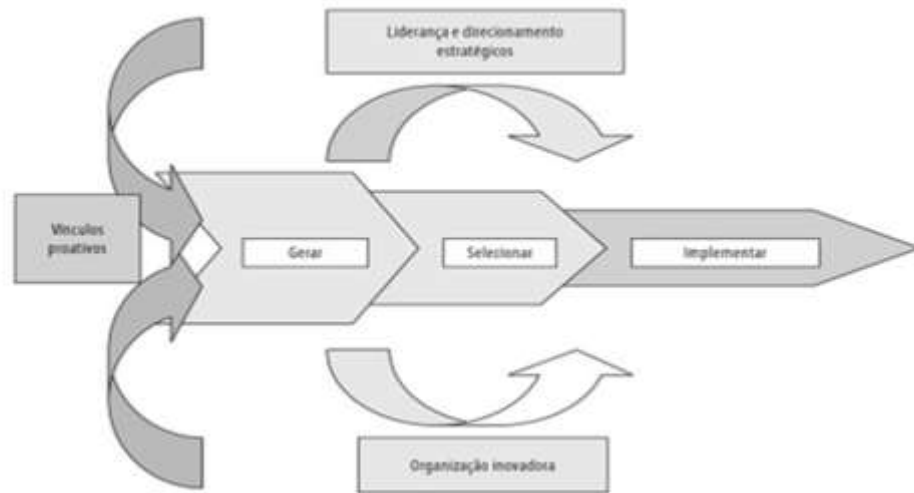 Liderança e direcionamento
estratégicos
Vínculos
proativos
Gerar
Selecionar
Implementar
Organização inovadora